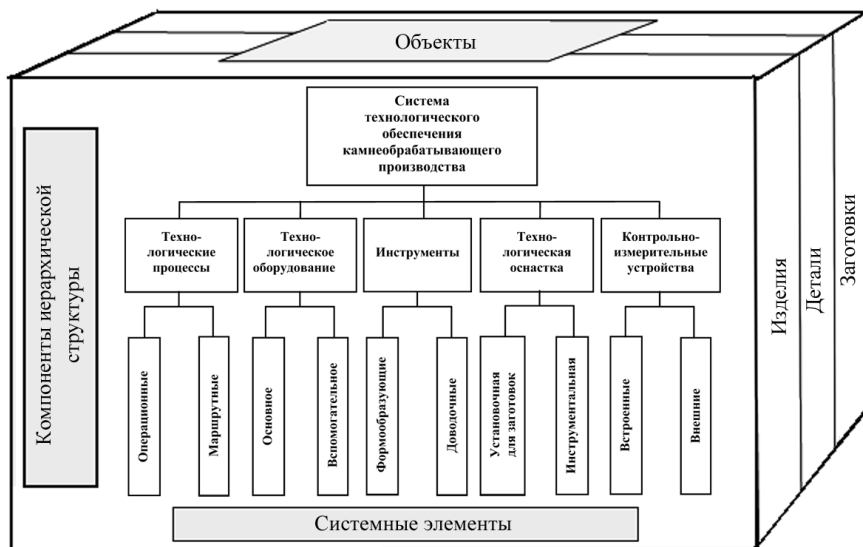 Объекты
Система
технологического
обеспечения
камнеобрабатывающего
производства
Компоненты иерархической
структуры
Техно-
логические
процессы
Техно-
логическое
оборудование
Инструменты
Техно-
логическая
оснастка
Контрольно-
измерительные
устройства
Операционные
Маршрутные
Основное
Вспомогательное
Формообразующие
Доводочные
Установочная
для заготовок
Инструментальная
Встроенные
Внешние
Изделия
Детали
Заготовки
Системные элементы